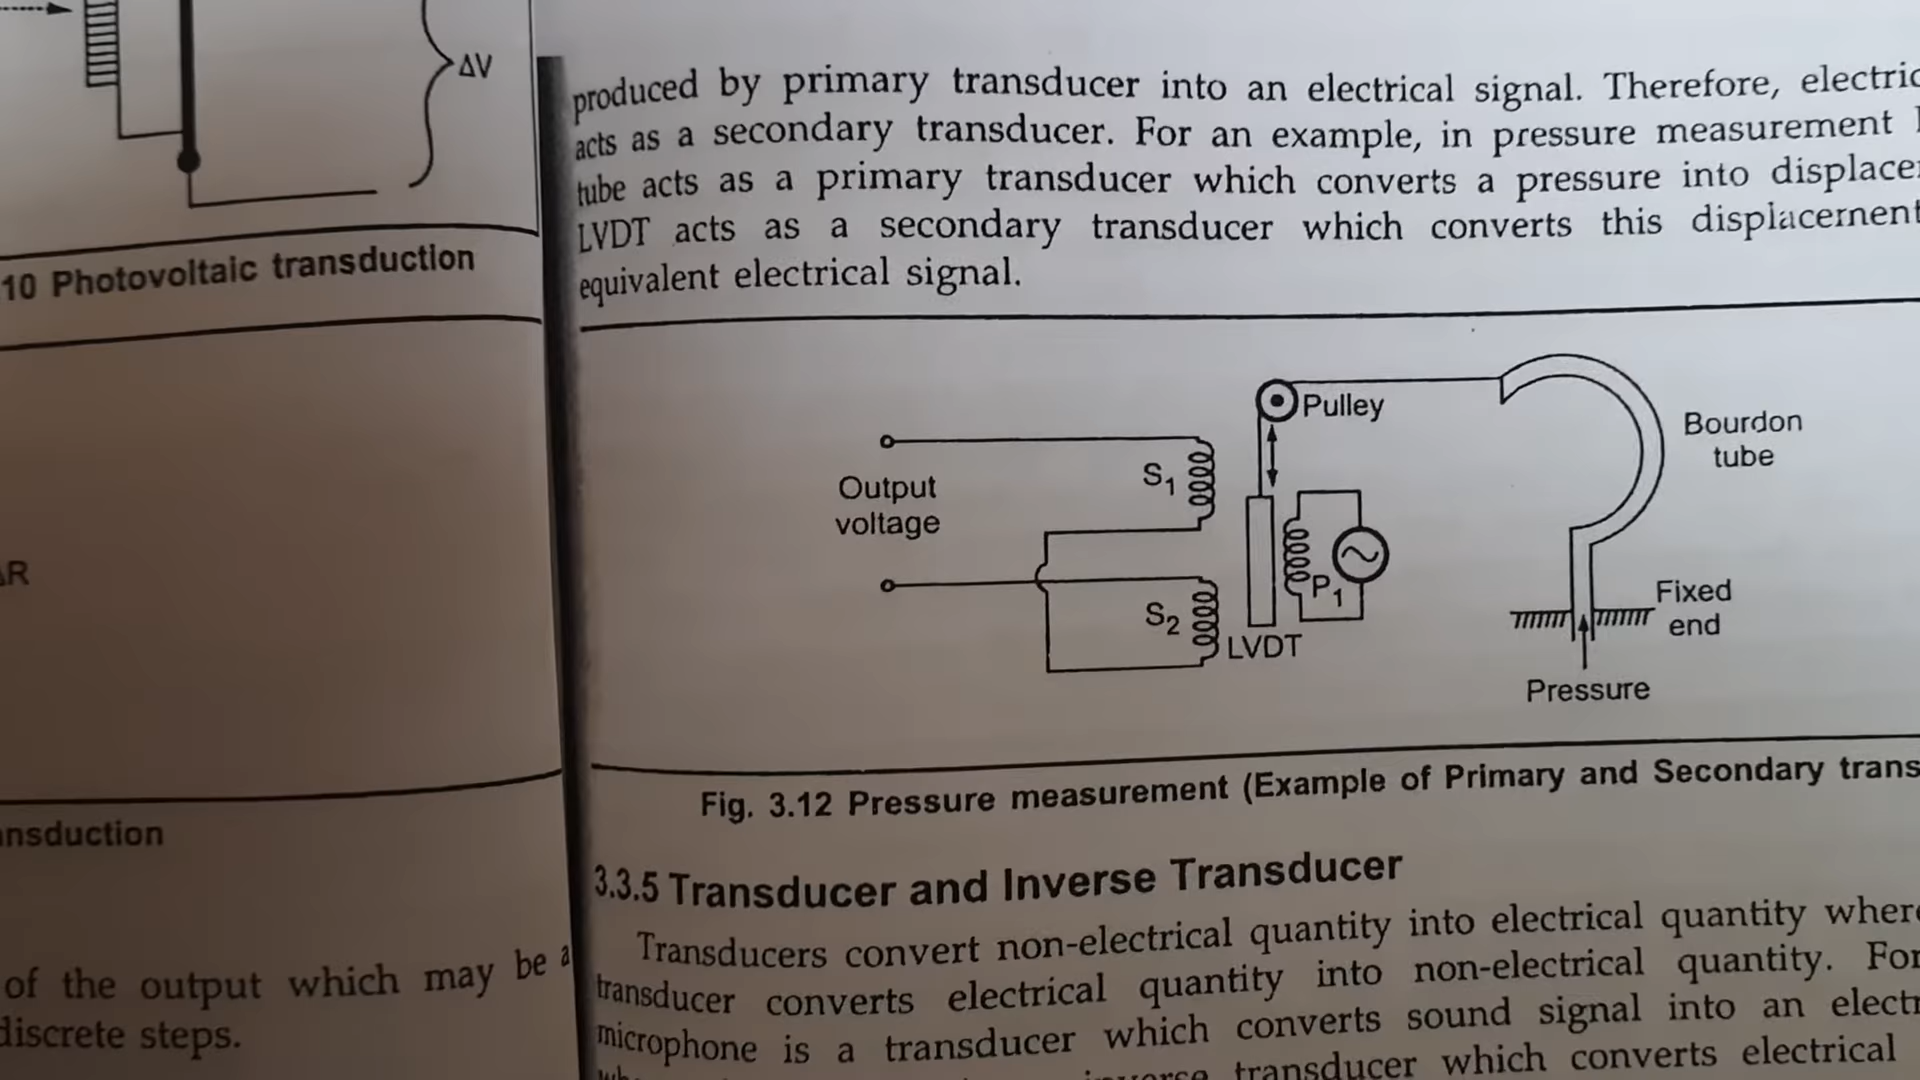 ΔV
10 Photovoltaic transduction
nsduction
of the output which may be a
discrete steps.
produced by primary transducer into an electrical signal. Therefore, electric
acts as a secondary transducer. For an example, in pressure measurement
tube acts as a primary transducer which converts a pressure into displace
LVDT acts as a secondary transducer which converts this displacement
equivalent electrical signal.
Pulley
Bourdon
tube
Output
voltage
S1
P1
S2
LVDT
Fixed
end
Pressure
Fig. 3.12 Pressure measurement (Example of Primary and Secondary trans
3.3.5 Transducer and Inverse Transducer
Transducers convert non-electrical quantity into electrical quantity where
transducer converts electrical quantity into non-electrical quantity. For
microphone is a transducer which converts sound signal into an electr
inverse transducer which converts electrical